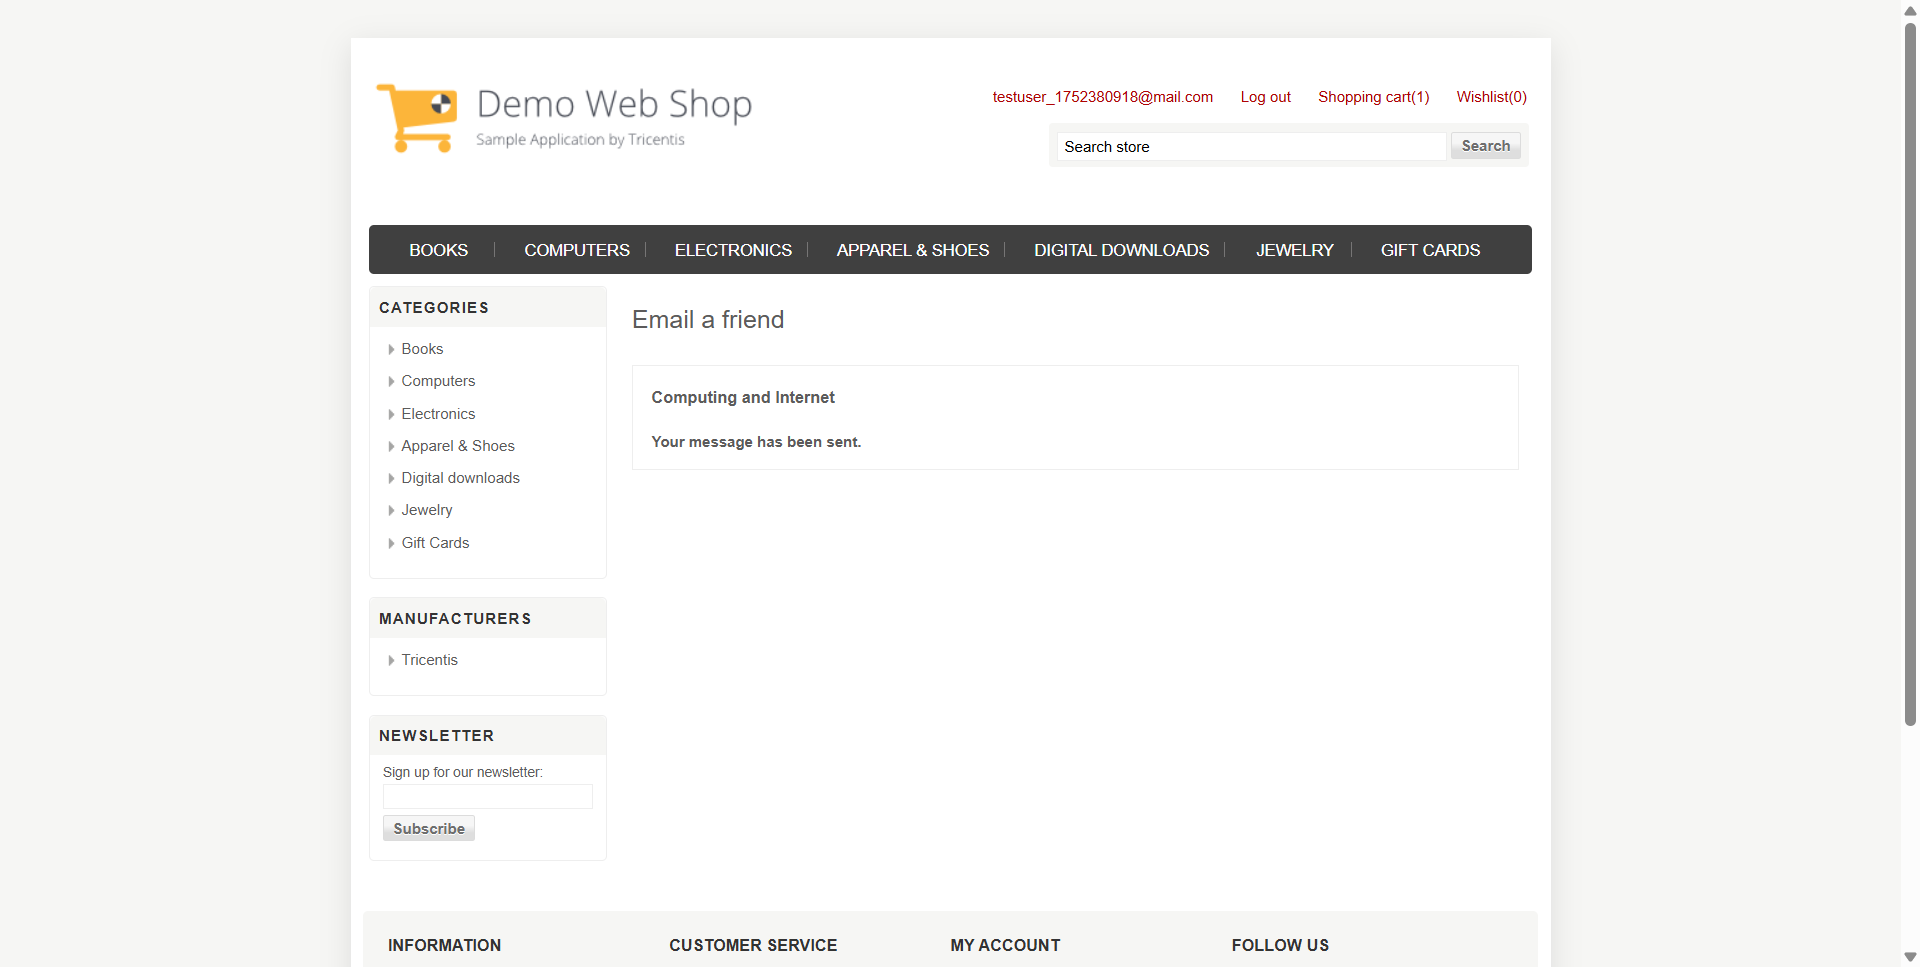 Demo Web Shop
Sample Application by Tricentis
testuser_1752380918@mail.com Log out Shopping cart(1) Wishlist(0)
Search store Search
BOOKS COMPUTERS ELECTRONICS APPAREL & SHOES DIGITAL DOWNLOADS JEWELRY GIFT CARDS
CATEGORIES
Books
Computers
Electronics
Apparel & Shoes
Digital downloads
Jewelry
Gift Cards
MANUFACTURERS
Tricentis
NEWSLETTER
Sign up for our newsletter:
Subscribe
Email a friend
Computing and Internet
Your message has been sent.
INFORMATION CUSTOMER SERVICE MY ACCOUNT FOLLOW US